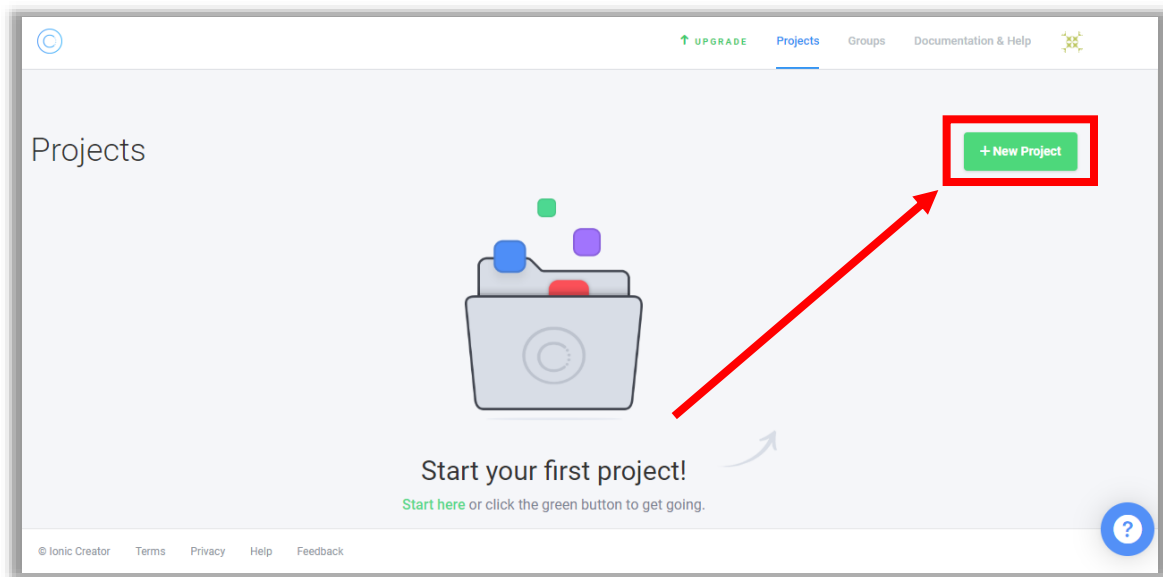 ↑ UPGRADE Projects Groups Documentation & Help
Projects
+ New Project
Start your first project!
Start here or click the green button to get going.
?
© Ionic Creator Terms Privacy Help Feedback